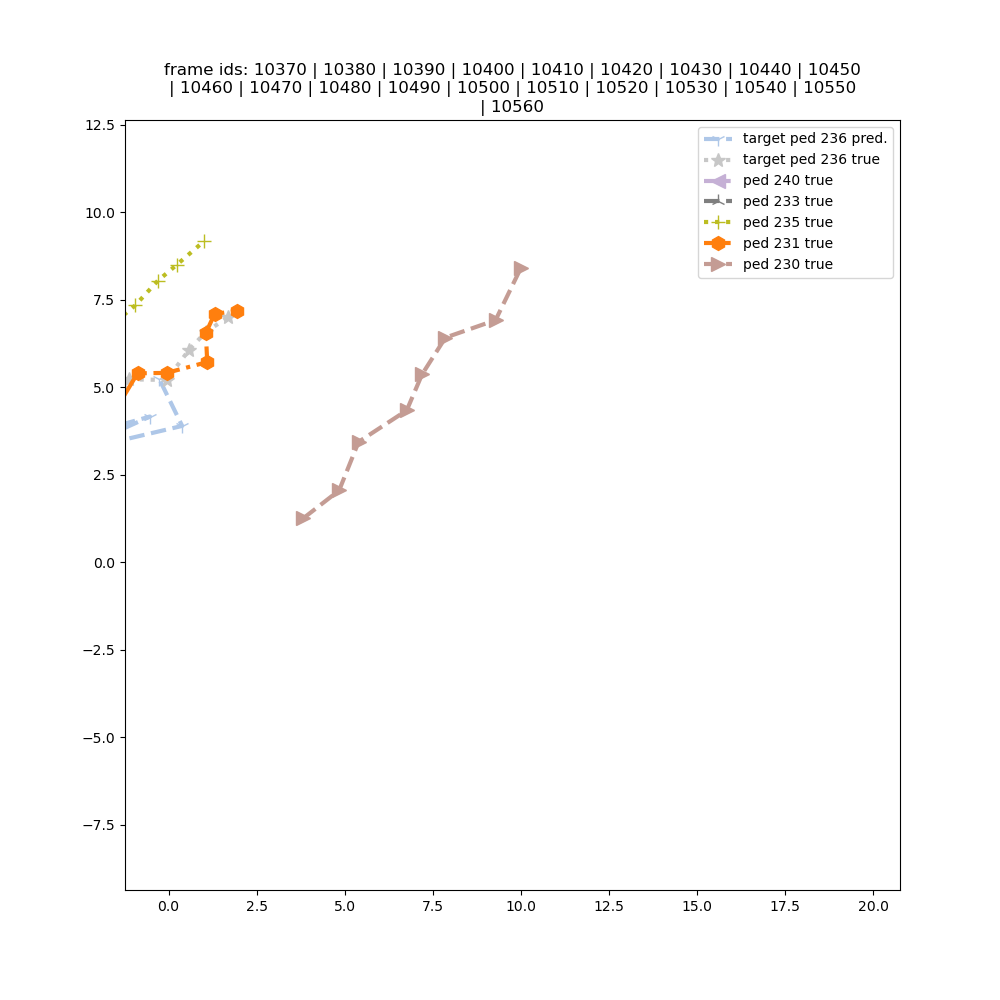 frame ids: 10370 | 10380 | 10390 | 10400 | 10410 | 10420 | 10430 | 10440 | 10450
| 10460 | 10470 | 10480 | 10490 | 10500 | 10510 | 10520 | 10530 | 10540 | 10550
| 10560
target ped 236 pred.
target ped 236 true
ped 240 true
ped 233 true
ped 235 true
ped 231 true
ped 230 true
12.5
10.0
7.5
5.0
2.5
0.0
−2.5
−5.0
−7.5
0.0 2.5 5.0 7.5 10.0 12.5 15.0 17.5 20.0